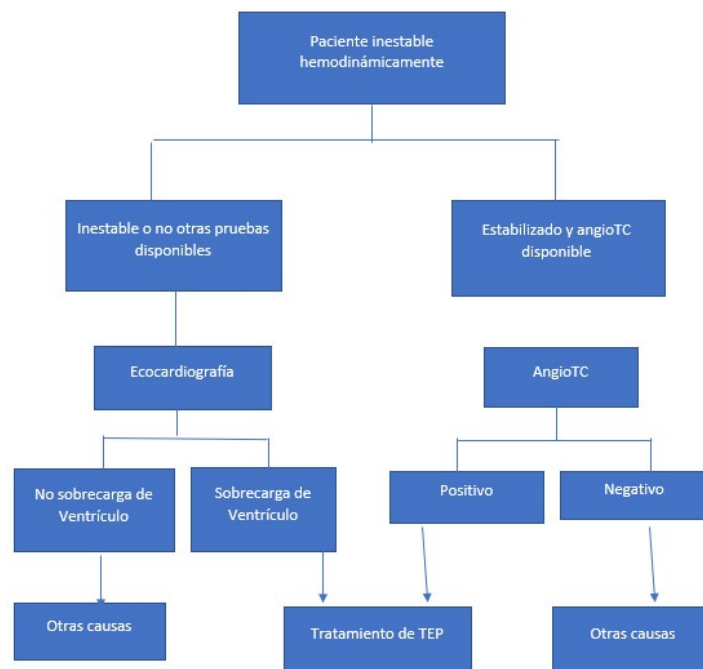 Paciente inestable
hemodinámicamente
Inestable o no otras pruebas
disponibles
Estabilizado y angioTC
disponible
Ecocardiografía
AngioTC
No sobrecarga de
Ventrículo
Sobrecarga de
Ventrículo
Positivo
Negativo
Otras causas
Tratamiento de TEP
Otras causas